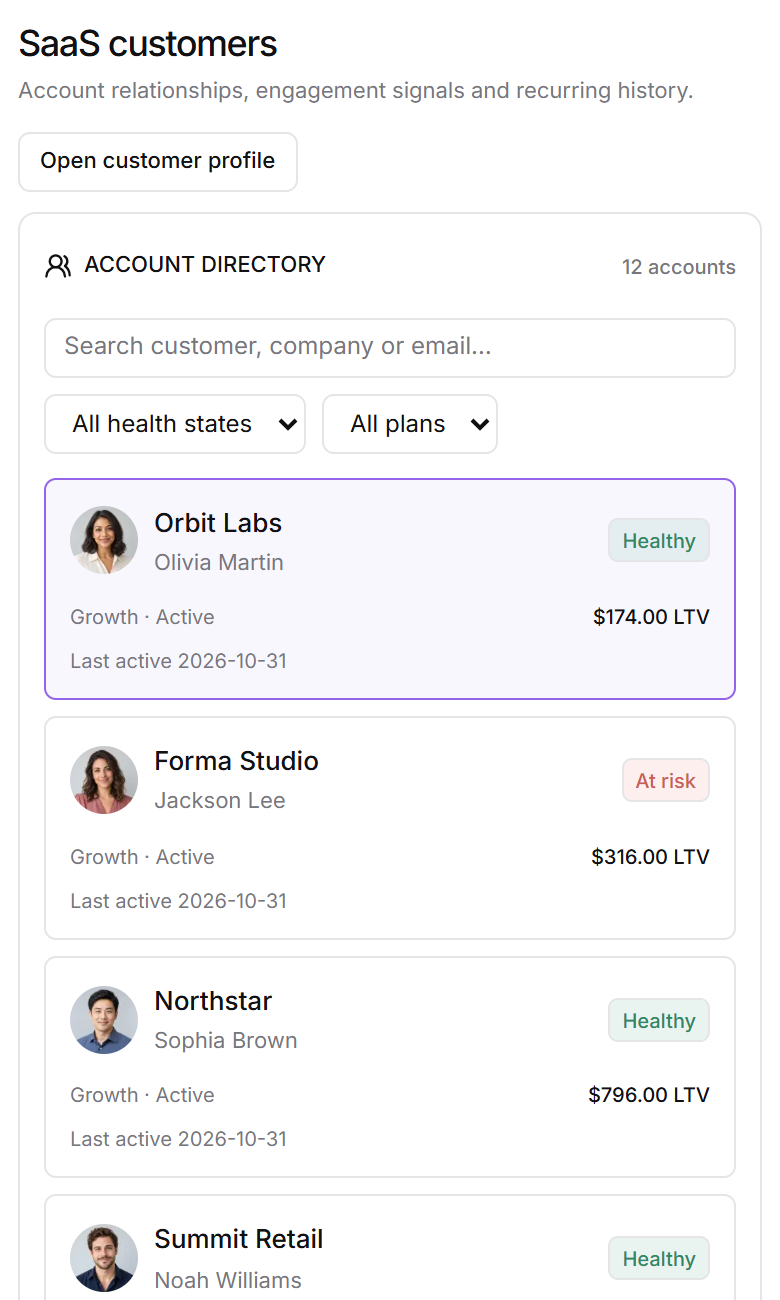 SaaS customers
Account relationships, engagement signals and recurring history.
Open customer profile
ACCOUNT DIRECTORY
12 accounts
Search customer, company or email...
All health states
All plans
Orbit Labs
Olivia Martin
Healthy
Growth · Active
$174.00 LTV
Last active 2026-10-31
Forma Studio
Jackson Lee
At risk
Growth · Active
$316.00 LTV
Last active 2026-10-31
Northstar
Sophia Brown
Healthy
Growth · Active
$796.00 LTV
Last active 2026-10-31
Summit Retail
Noah Williams
Healthy